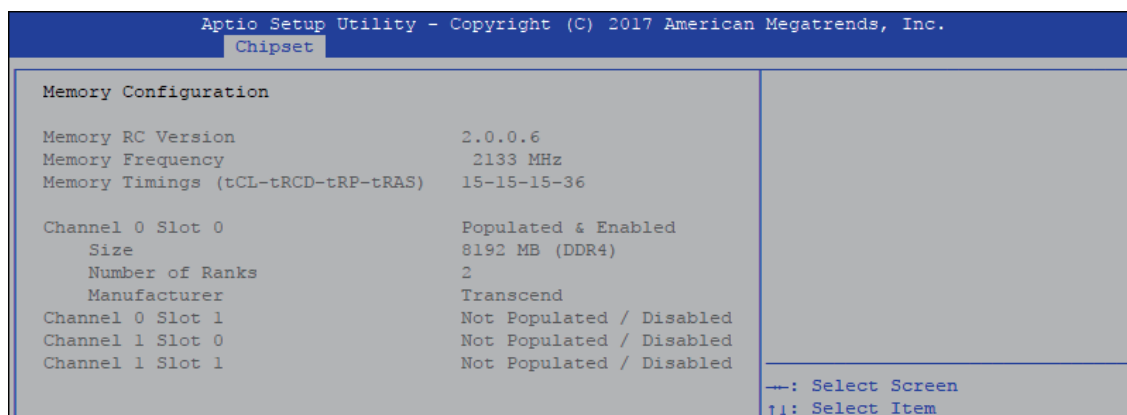 Aptio Setup Utility - Copyright (C) 2017 American Megatrends, Inc.
Chipset
Memory Configuration
Memory RC Version 2.0.0.6
Memory Frequency 2133 MHz
Memory Timings (tCL-tRCD-tRP-tRAS) 15-15-15-36
Channel 0 Slot 0 Populated & Enabled
Size 8192 MB (DDR4)
Number of Ranks 2
Manufacturer Transcend
Channel 0 Slot 1 Not Populated / Disabled
Channel 1 Slot 0 Not Populated / Disabled
Channel 1 Slot 1 Not Populated / Disabled
→←: Select Screen
↑↓: Select Item